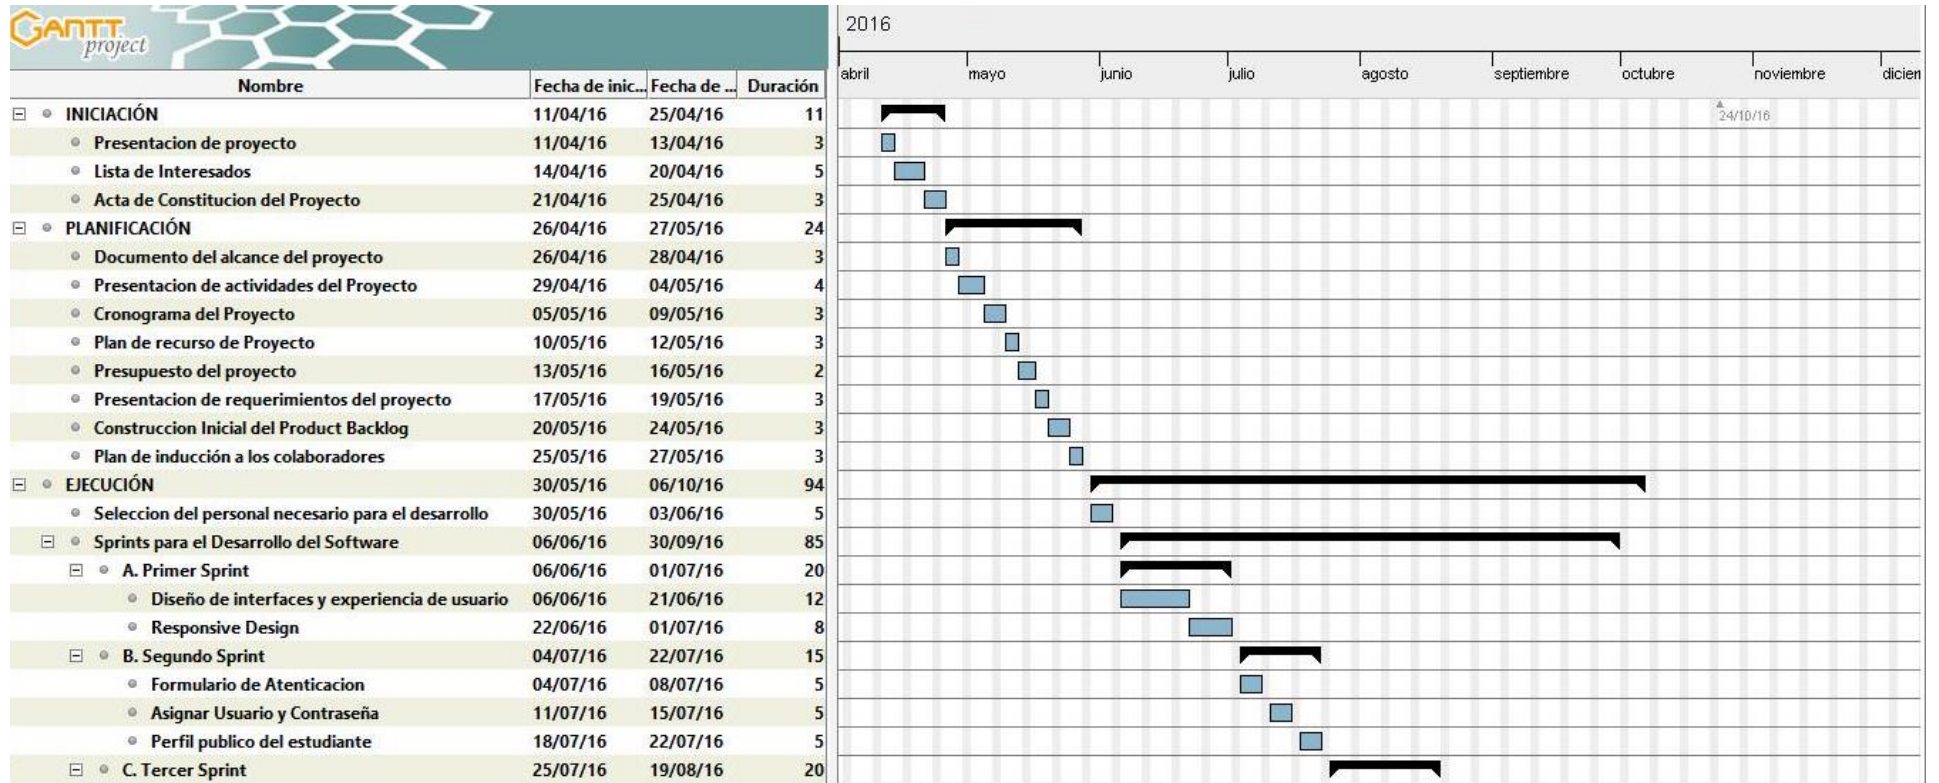 GANTT
project
2016
abril mayo junio julio agosto septiembre octubre noviembre dicien
Nombre Fecha de inic... Fecha de ... Duración
INICIACIÓN 11/04/16 25/04/16 11
24/10/16
Presentacion de proyecto 11/04/16 13/04/16 3
Lista de Interesados 14/04/16 20/04/16 5
Acta de Constitucion del Proyecto 21/04/16 25/04/16 3
PLANIFICACIÓN 26/04/16 27/05/16 24
Documento del alcance del proyecto 26/04/16 28/04/16 3
Presentacion de actividades del Proyecto 29/04/16 04/05/16 4
Cronograma del Proyecto 05/05/16 09/05/16 3
Plan de recurso de Proyecto 10/05/16 12/05/16 3
Presupuesto del proyecto 13/05/16 16/05/16 2
Presentacion de requerimientos del proyecto 17/05/16 19/05/16 3
Construccion Inicial del Product Backlog 20/05/16 24/05/16 3
Plan de inducción a los colaboradores 25/05/16 27/05/16 3
EJECUCIÓN 30/05/16 06/10/16 94
Seleccion del personal necesario para el desarrollo 30/05/16 03/06/16 5
Sprints para el Desarrollo del Software 06/06/16 30/09/16 85
A. Primer Sprint 06/06/16 01/07/16 20
Diseño de interfaces y experiencia de usuario 06/06/16 21/06/16 12
Responsive Design 22/06/16 01/07/16 8
B. Segundo Sprint 04/07/16 22/07/16 15
Formulario de Atenticacion 04/07/16 08/07/16 5
Asignar Usuario y Contraseña 11/07/16 15/07/16 5
Perfil publico del estudiante 18/07/16 22/07/16 5
C. Tercer Sprint 25/07/16 19/08/16 20